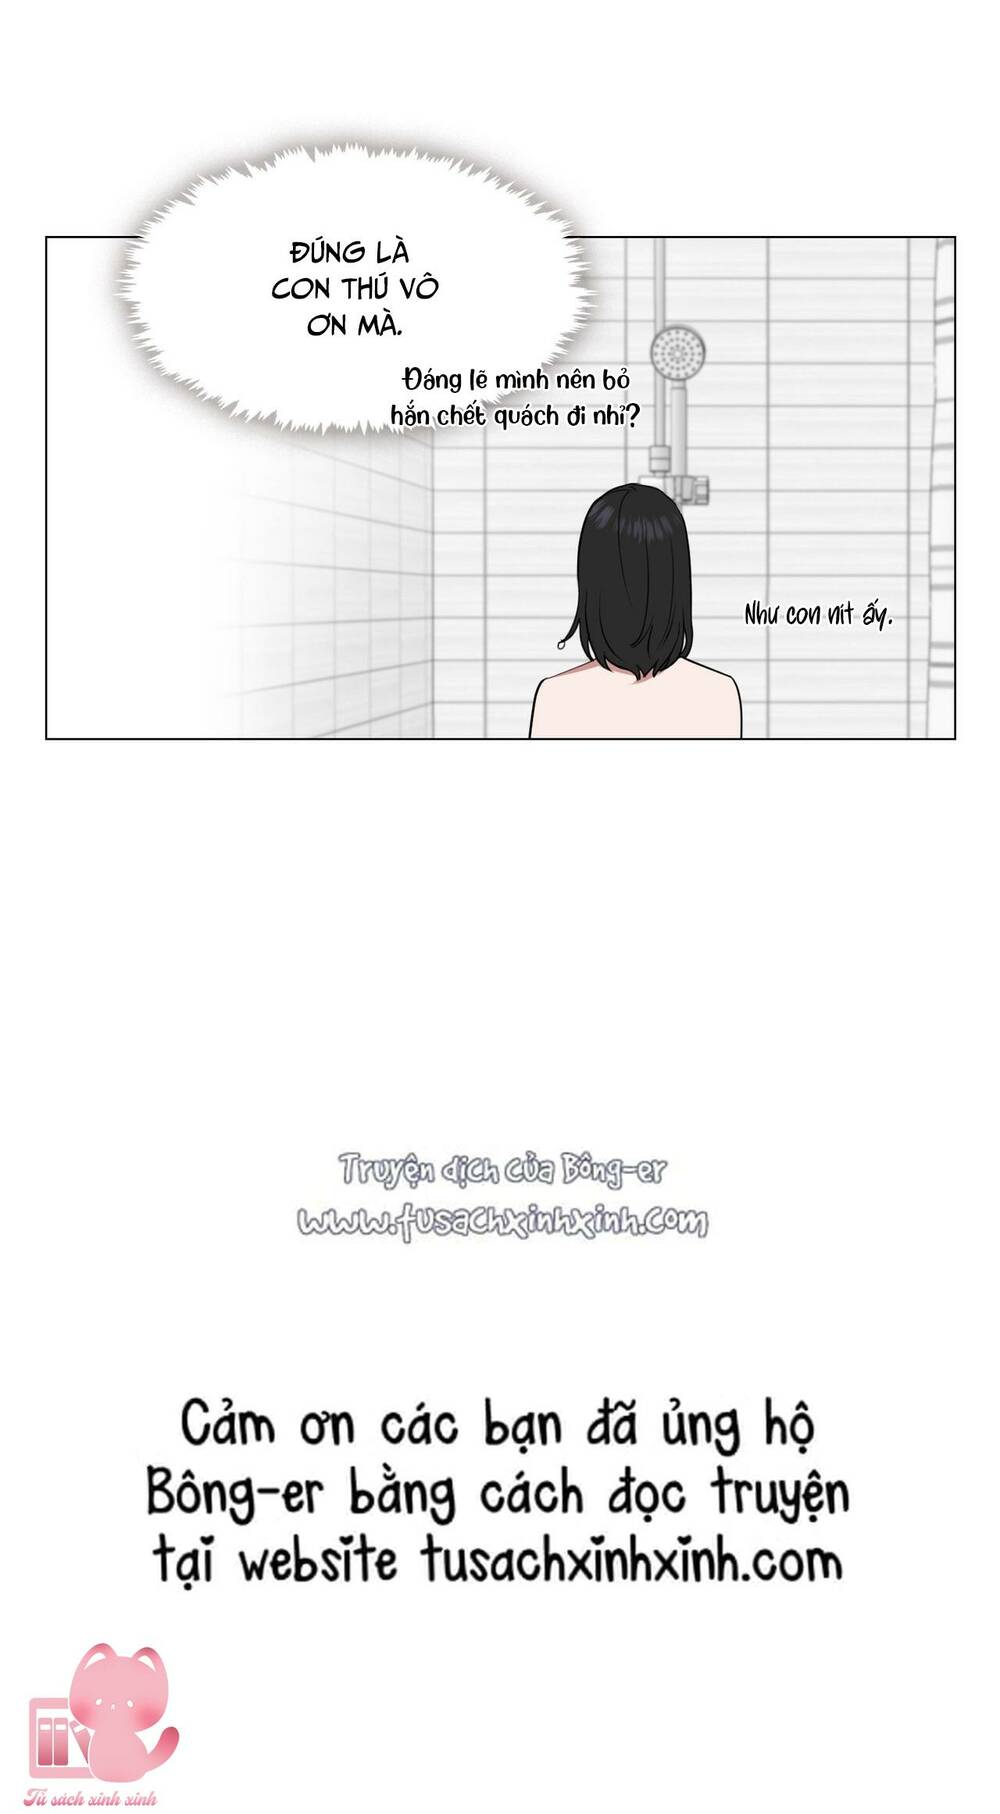 ĐÚNG LÀ
CON THÚ VÔ
ƠN MÀ.
Đáng lẽ mình nên bỏ
hắn chết quách đi nhỉ?
Như con nít ấy.
Truyện dịch của Bông-er
www.tusachxinhxinh.com
Cảm ơn các bạn đã ủng hộ
Bông-er bằng cách đọc truyện
tại website tusachxinhxinh.com
Tủ sách xinh xinh